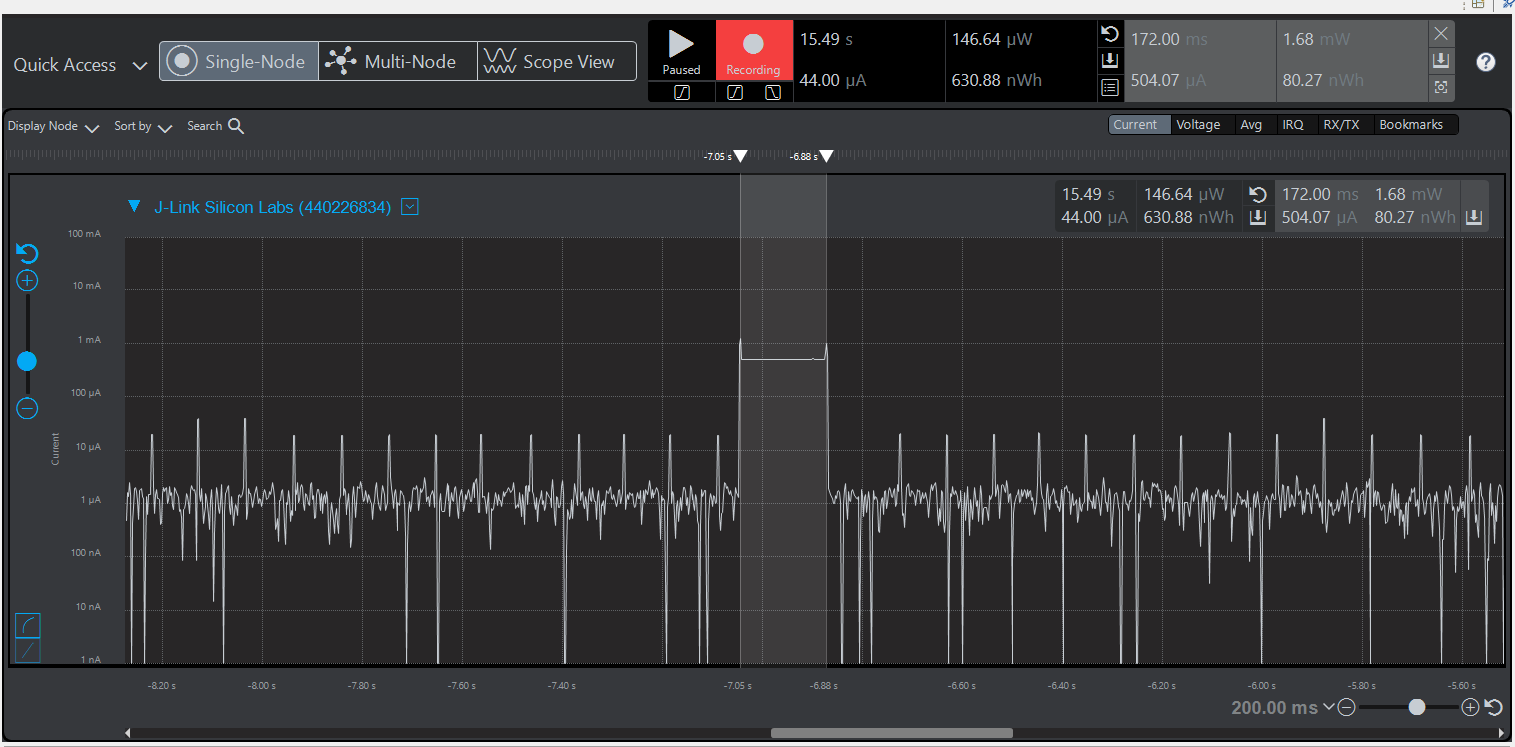 Quick Access
Single-Node
Multi-Node
Scope View
Paused
Recording
15.49 s
44.00 µA
146.64 µW
630.88 nWh
172.00 ms
504.07 µA
1.68 mW
80.27 nWh
?
Display Node
Sort by
Search
Current
Voltage
Avg
IRQ
RX/TX
Bookmarks
-7.05 s
-6.88 s
J-Link Silicon Labs (440226834)
15.49 s
44.00 µA
146.64 µW
630.88 nWh
172.00 ms
504.07 µA
1.68 mW
80.27 nWh
100 mA
10 mA
1 mA
100 µA
10 µA
1 µA
100 nA
10 nA
1 nA
Current
-8.20 s
-8.00 s
-7.80 s
-7.60 s
-7.40 s
-7.05 s
-6.88 s
-6.60 s
-6.40 s
-6.20 s
-6.00 s
-5.80 s
-5.60 s
200.00 ms